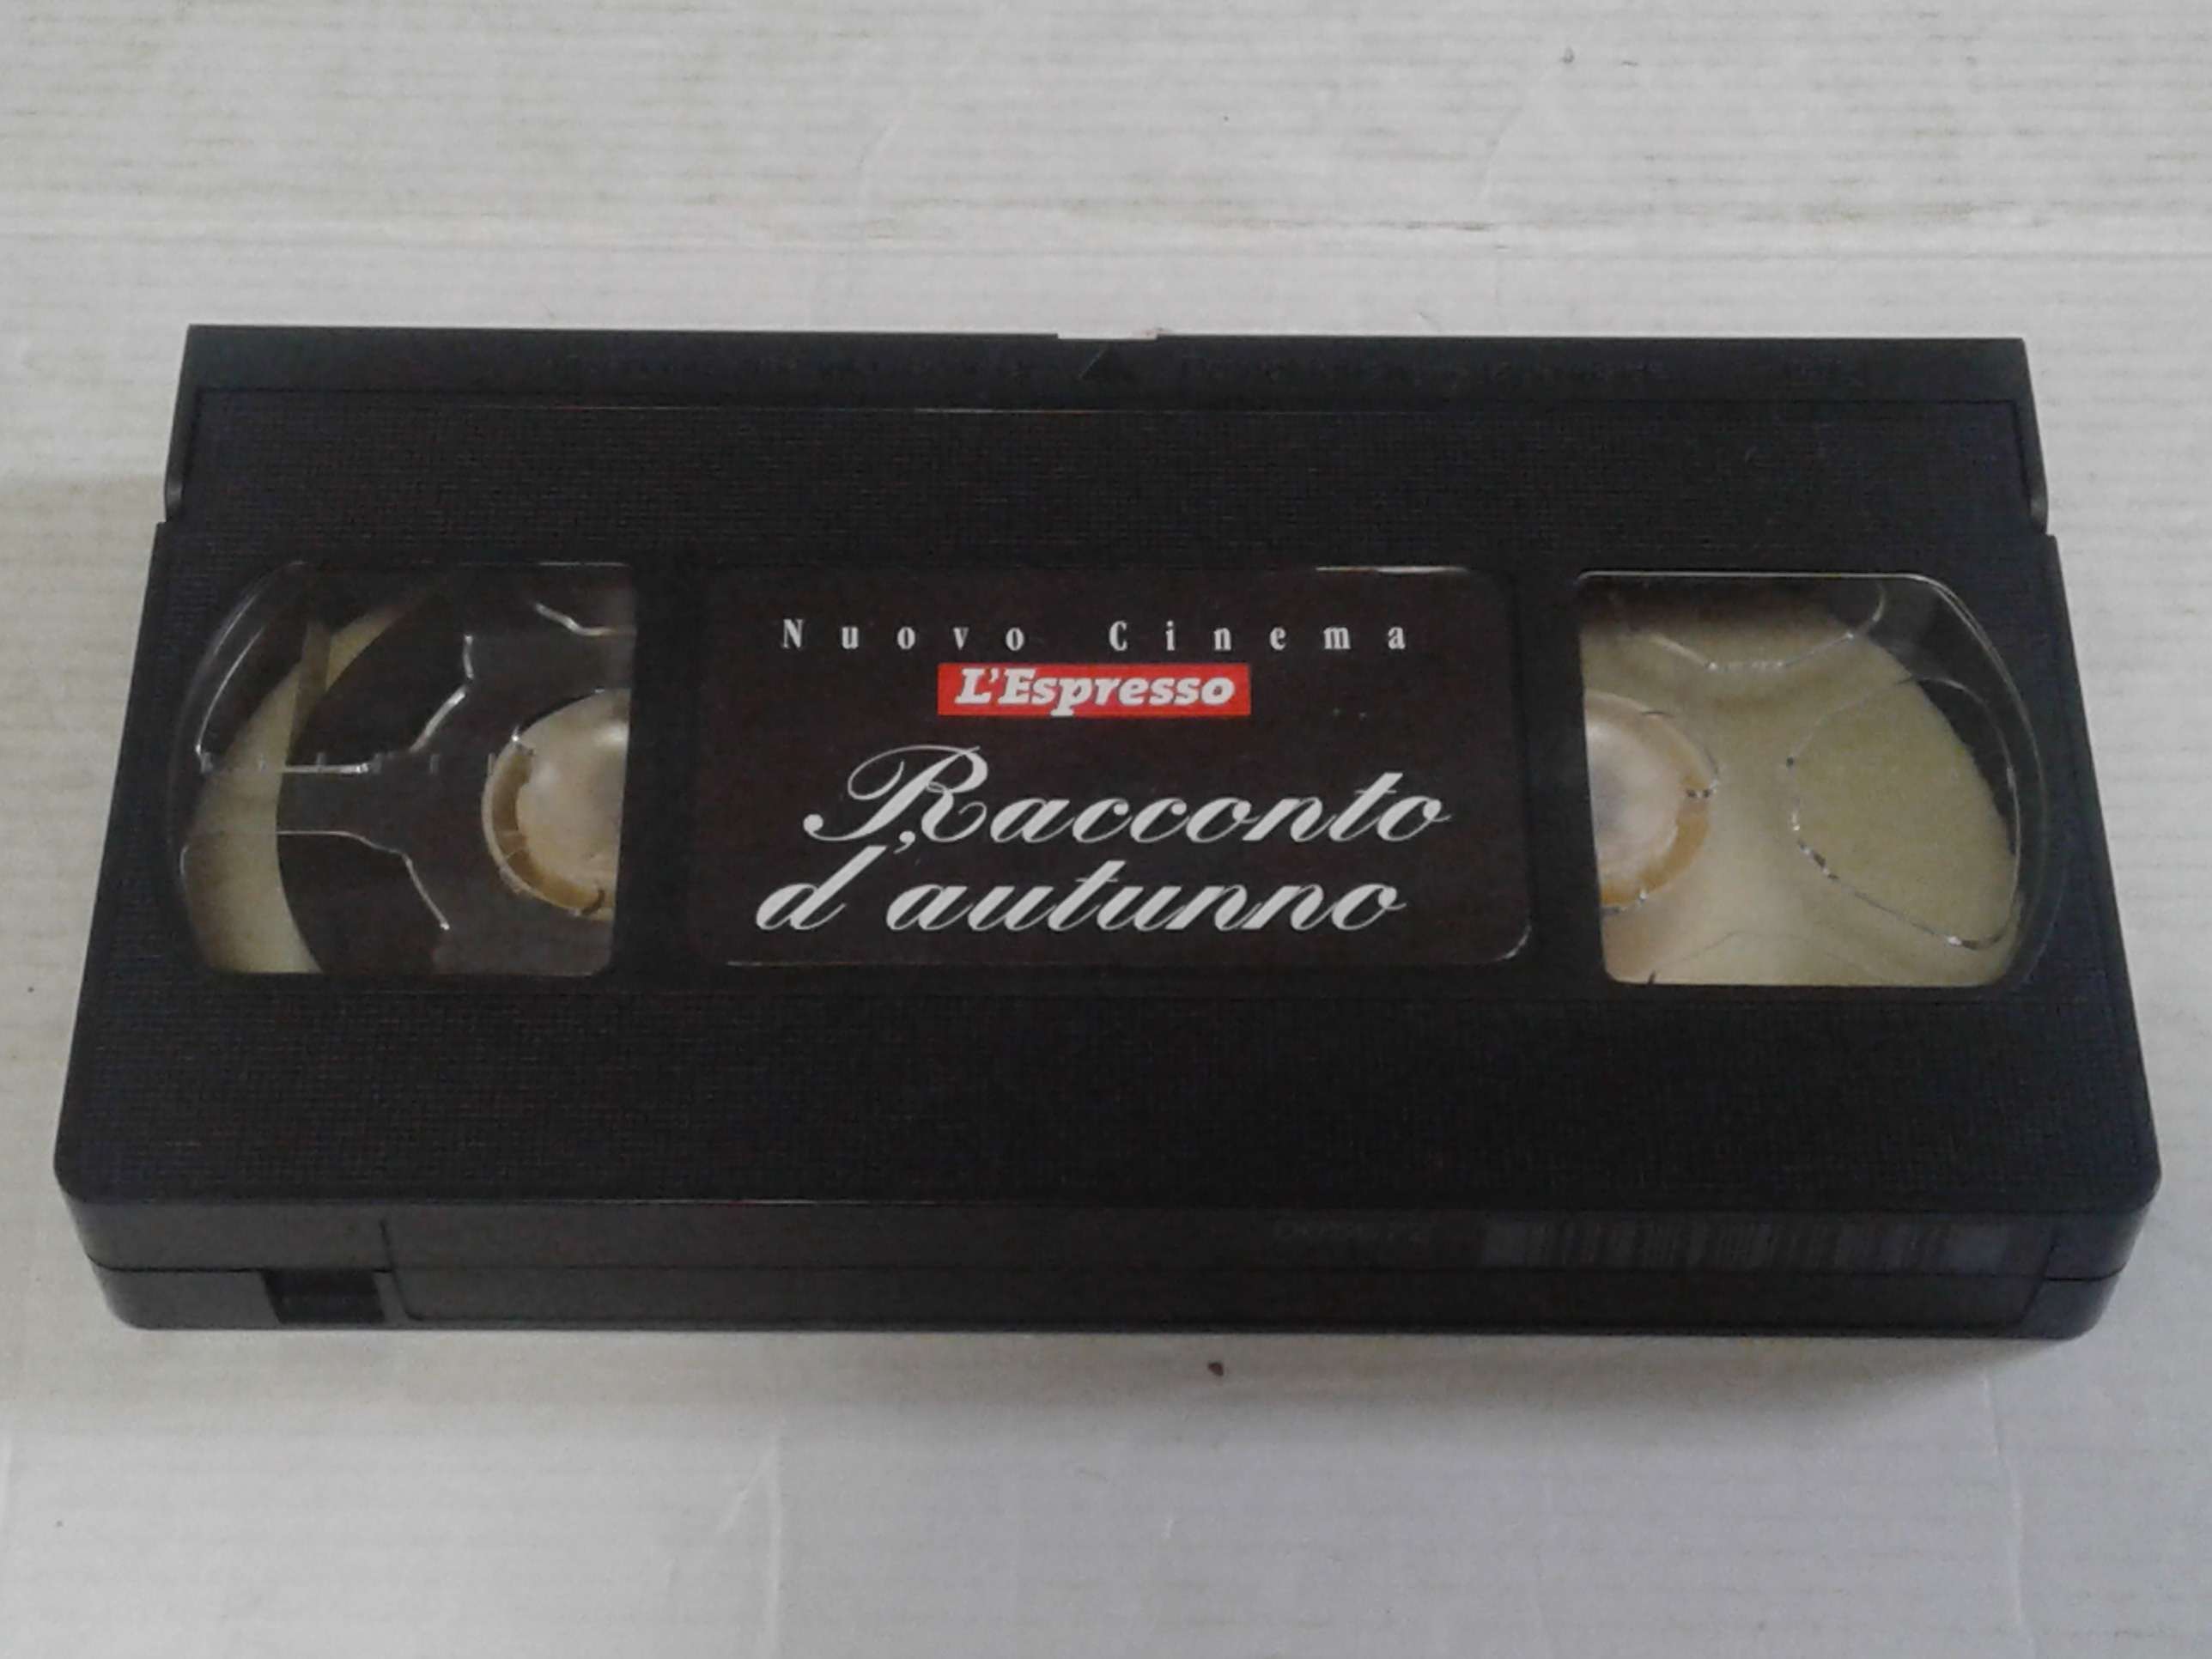 Nuovo Cinema
L'Espresso
Racconto
d'autunno